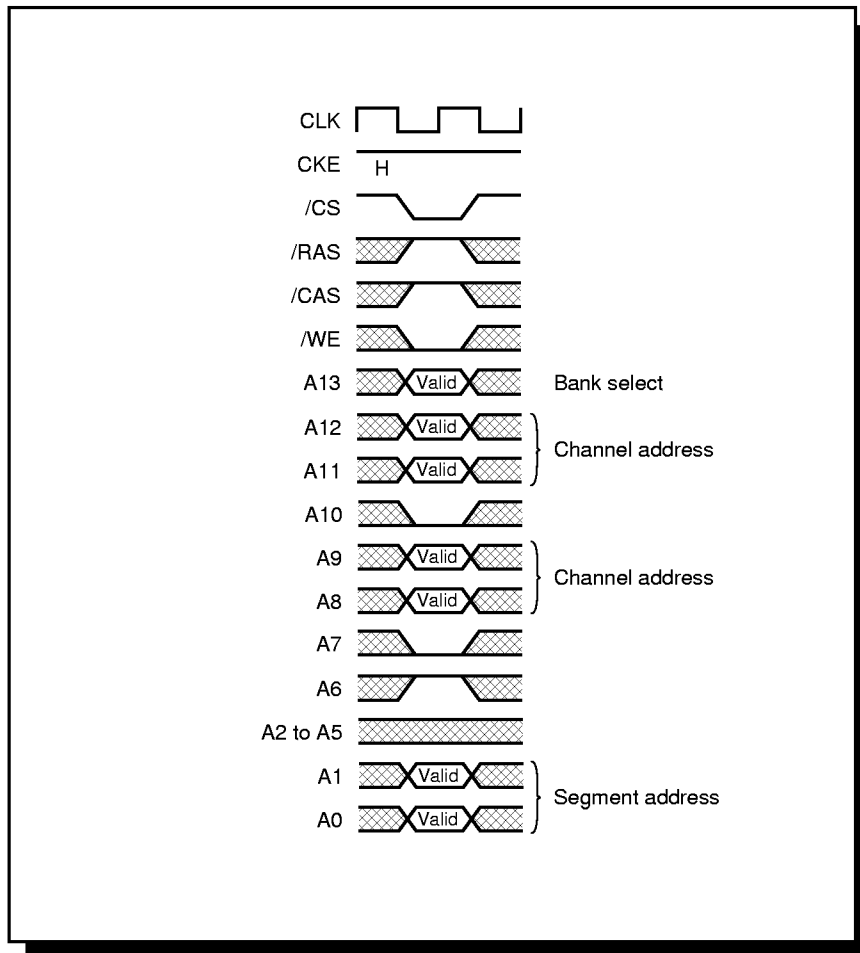 CLK
CKE H
/CS
/RAS
/CAS
/WE
A13 Valid Bank select
A12 Valid
Channel address
A11 Valid
A10
A9 Valid
Channel address
A8 Valid
A7
A6
A2 to A5
A1 Valid
Segment address
A0 Valid